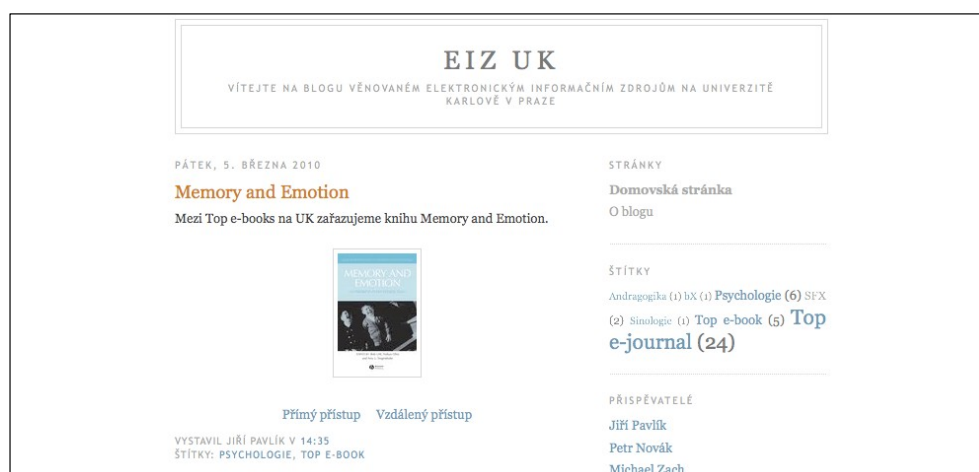 EIZ UK
VÍTEJTE NA BLOGU VĚNOVANÉM ELEKTRONICKÝM INFORMAČNÍM ZDROJŮM NA UNIVERZITĚ
KARLOVĚ V PRAZE
PÁTEK, 5. BŘEZNA 2010
Memory and Emotion
Mezi Top e-books na UK zařazujeme knihu Memory and Emotion.
MEMORY AND
EMOTION
Přímý přístup Vzdálený přístup
VYSTAVIL JIŘÍ PAVLÍK V 14:35
ŠTÍTKY: PSYCHOLOGIE, TOP E-BOOK
STRÁNKY
Domovská stránka
O blogu
ŠTÍTKY
Andragogika (1) bX (1) Psychologie (6) SFX
(2) Sinologie (1) Top e-book (5) Top
e-journal (24)
PŘISPĚVATELÉ
Jiří Pavlík
Petr Novák
Michael Zach